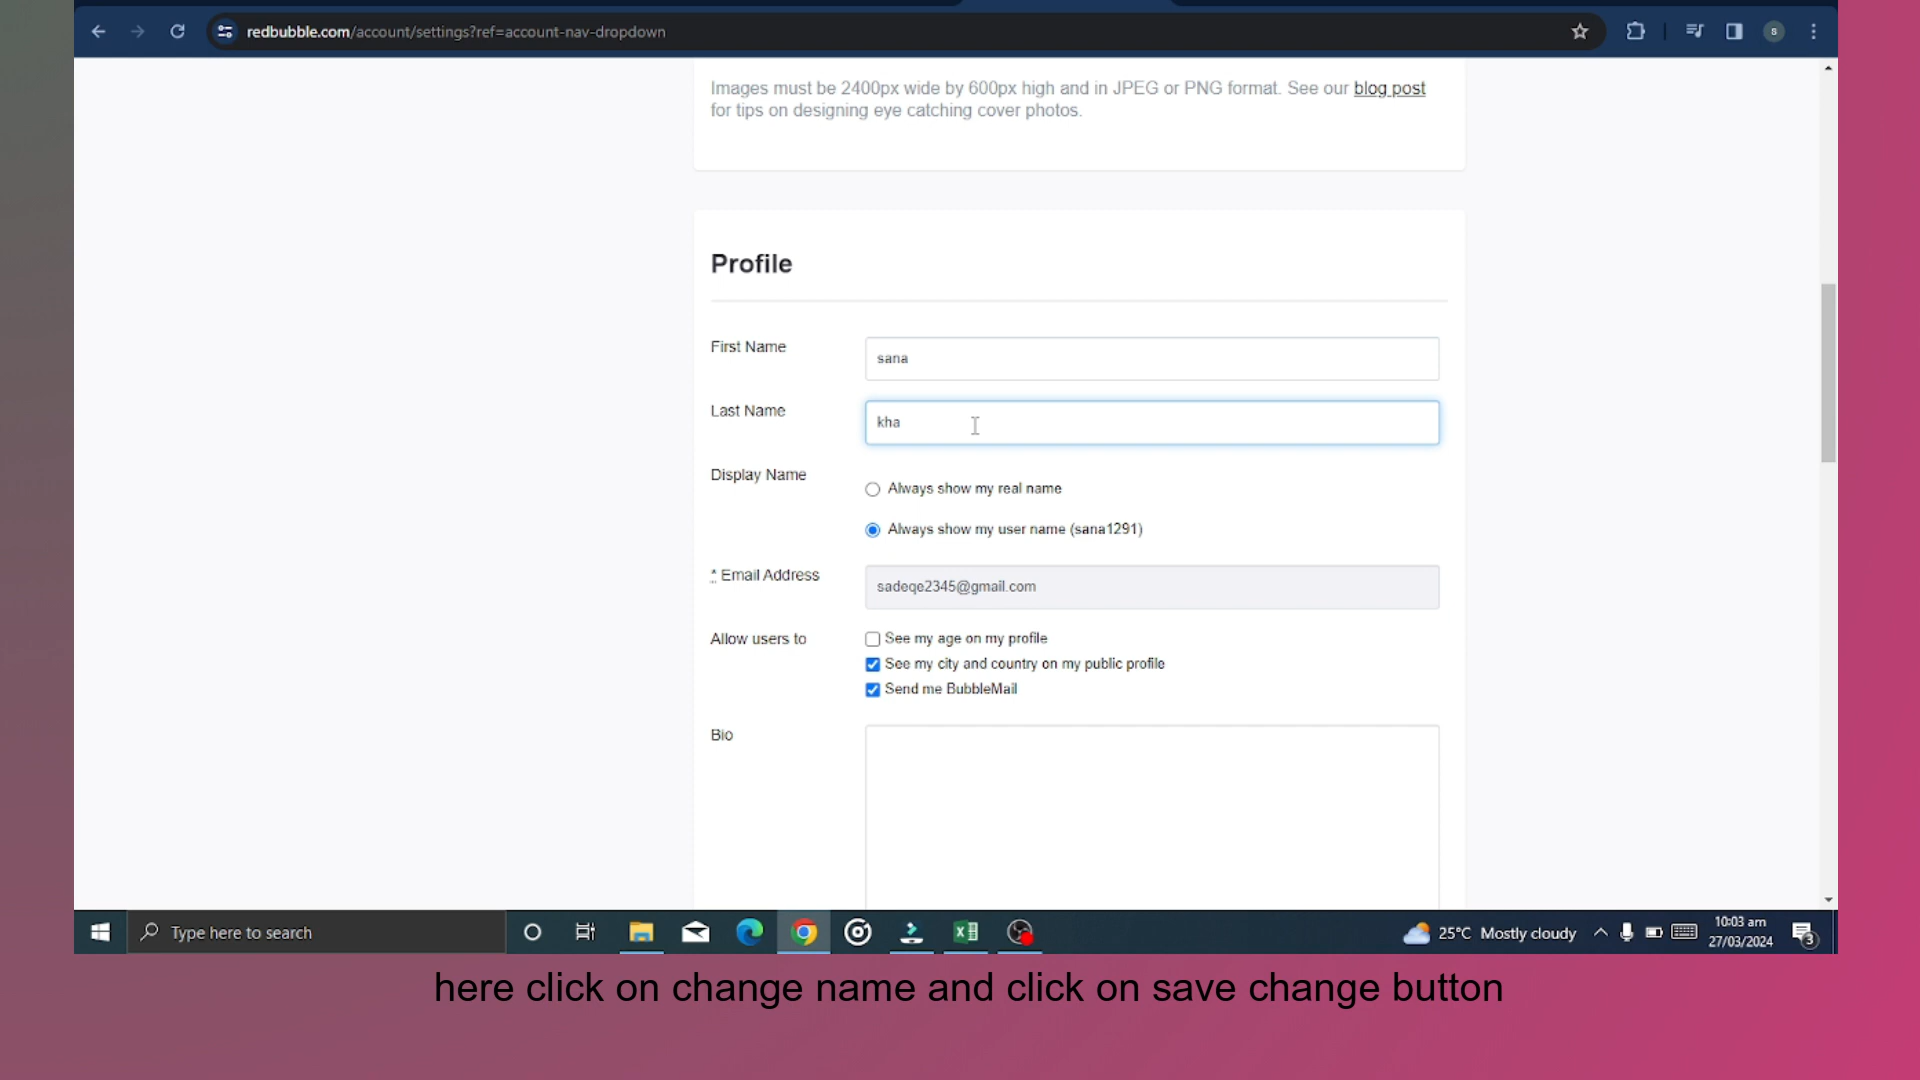 redbubble.com/account/settings?ref=account-nav-dropdown
s
Images must be 2400px wide by 600px high and in JPEG or PNG format. See our blog post
for tips on designing eye catching cover photos.
Profile
First Name
sana
Last Name
kha
Display Name
Always show my real name
Always show my user name (sana1291)
* Email Address
sadeqe2345@gmail.com
Allow users to
See my age on my profile
See my city and country on my public profile
Send me BubbleMail
Bio
Type here to search
25°C Mostly cloudy
10:03 am
27/03/2024
3
here click on change name and click on save change button